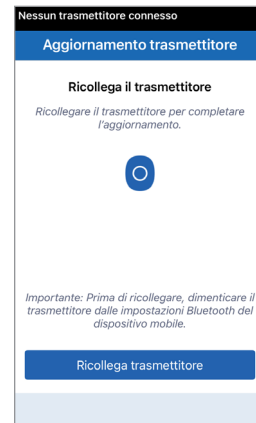 Nessun trasmettitore connesso
Aggiornamento trasmettitore
Ricollega il trasmettitore
Ricollegare il trasmettitore per completare
l'aggiornamento.
Importante: Prima di ricollegare, dimenticare il
trasmettitore dalle impostazioni Bluetooth del
dispositivo mobile.
Ricollega trasmettitore